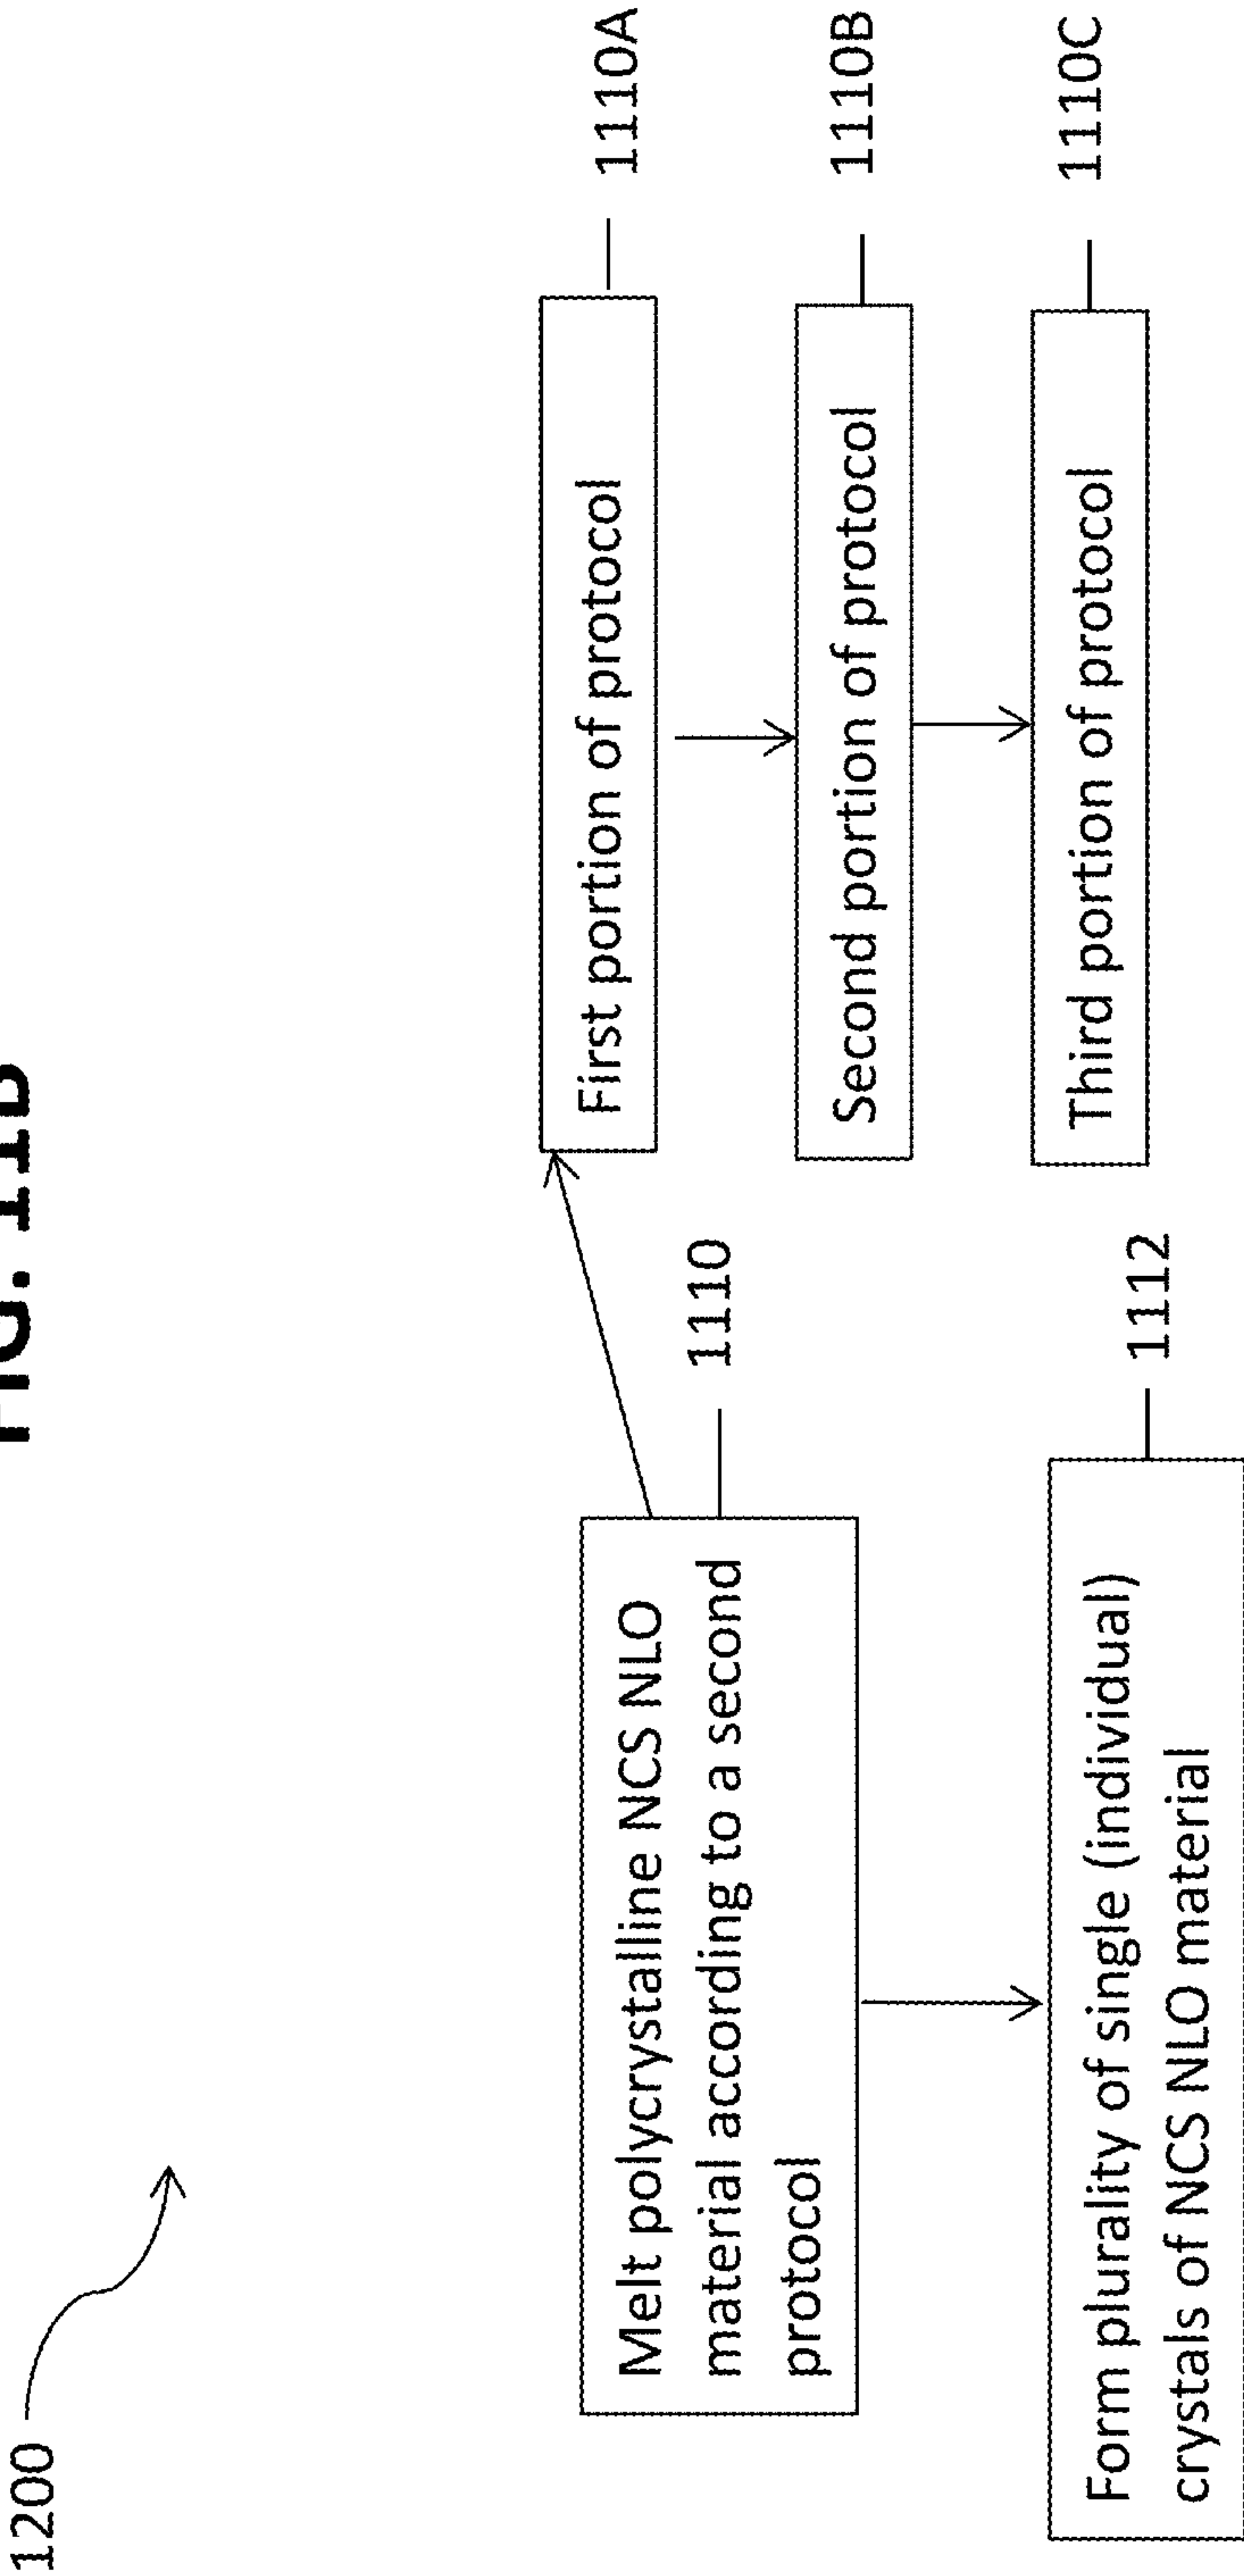 FIG. 11B
1200
Melt polycrystalline NCS NLO
material according to a second
protocol
1110
Form plurality of single (individual)
crystals of NCS NLO material
1112
First portion of protocol
1110A
Second portion of protocol
1110B
Third portion of protocol
1110C